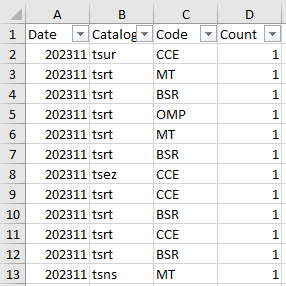 A B C D
1 Date Catalog Code Count
2 202311 tsur CCE 1
3 202311 tsrt MT 1
4 202311 tsrt BSR 1
5 202311 tsrt OMP 1
6 202311 tsrt MT 1
7 202311 tsrt BSR 1
8 202311 tsez CCE 1
9 202311 tsrt CCE 1
10 202311 tsrt BSR 1
11 202311 tsrt CCE 1
12 202311 tsrt BSR 1
13 202311 tsns MT 1